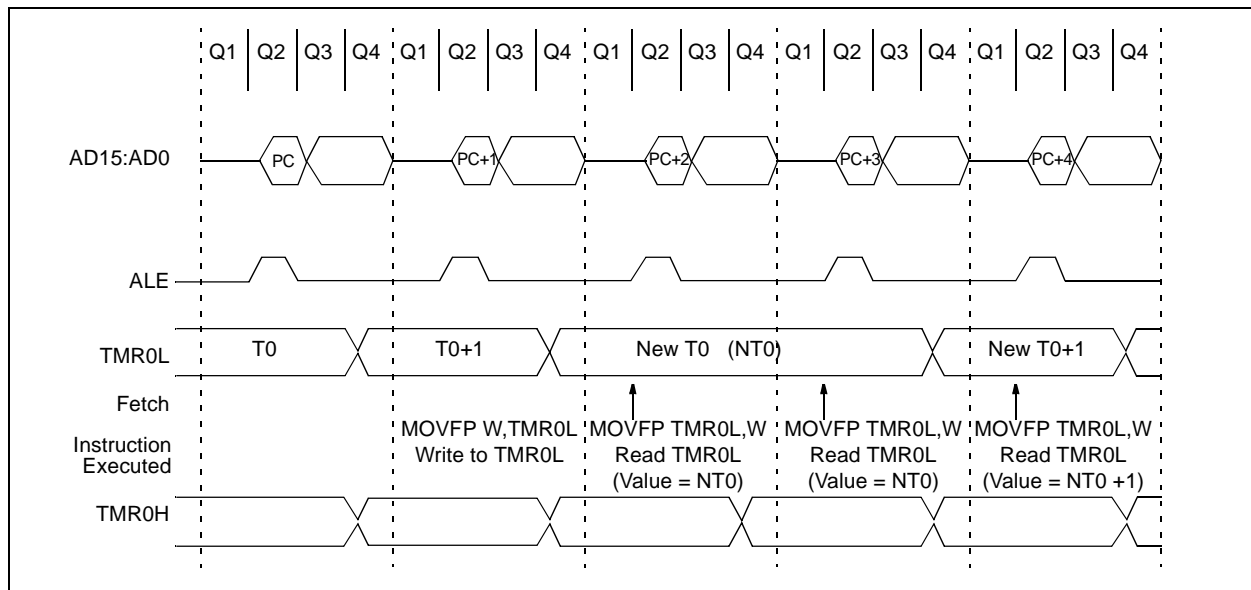 Q1 Q2 Q3 Q4 Q1 Q2 Q3 Q4 Q1 Q2 Q3 Q4 Q1 Q2 Q3 Q4 Q1 Q2 Q3 Q4
AD15:AD0 PC PC+1 PC+2 PC+3 PC+4
ALE
TMR0L T0 T0+1 New T0 (NT0) New T0+1
Fetch
Instruction
Executed
MOVFP W,TMR0L
Write to TMR0L
MOVFP TMR0L,W
Read TMR0L
(Value = NT0)
MOVFP TMR0L,W
Read TMR0L
(Value = NT0)
MOVFP TMR0L,W
Read TMR0L
(Value = NT0 +1)
TMR0H